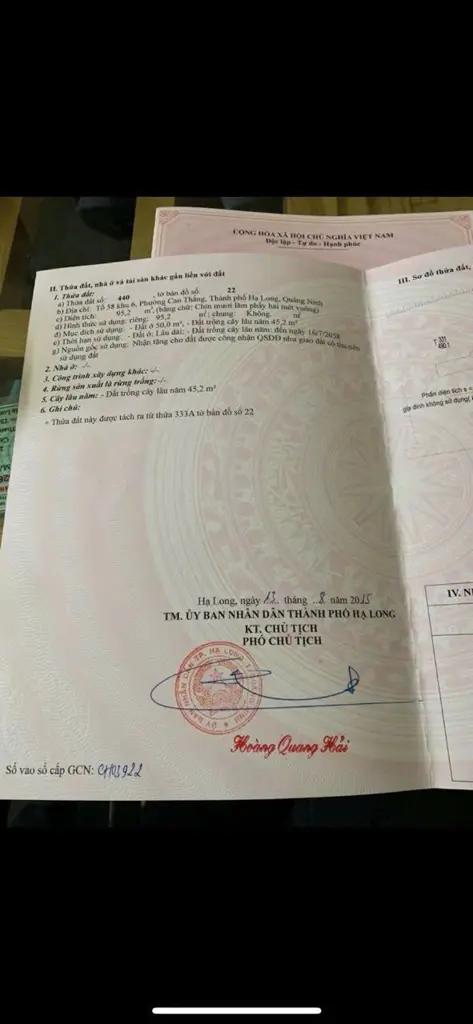 CỘNG HÒA XÃ HỘI CHỦ NGHĨA VIỆT NAM
Độc lập - Tự do - Hạnh phúc
II. Thửa đất, nhà ở và tài sản khác gắn liền với đất
1. Thửa đất:
a) Thửa đất số: 440 , tờ bản đồ số: 22
b) Địa chỉ: Tổ 58 khu 6, Phường Cao Thắng, Thành phố Hạ Long, Quảng Ninh
c) Diện tích: 95,2 m², (bằng chữ: Chín mươi lăm phẩy hai mét vuông)
d) Hình thức sử dụng: riêng: 95,2 m²; chung: Không. m²
đ) Mục đích sử dụng: - Đất ở 50,0 m², - Đất trồng cây lâu năm 45,2 m²
e) Thời hạn sử dụng: - Đất ở: Lâu dài; - Đất trồng cây lâu năm: đến ngày 16/7/2058
g) Nguồn gốc sử dụng: Nhận tặng cho đất được công nhận QSDĐ như giao đất có thu tiền
sử dụng đất
2. Nhà ở: -/-.
3. Công trình xây dựng khác: -/-.
4. Rừng sản xuất là rừng trồng: -/-.
5. Cây lâu năm: - Đất trồng cây lâu năm 45,2 m²
6. Ghi chú:
+ Thửa đất này được tách ra từ thửa 333A tờ bản đồ số 22
Hạ Long, ngày 13 tháng 8 năm 2015
TM. ỦY BAN NHÂN DÂN THÀNH PHỐ HẠ LONG
KT. CHỦ TỊCH
PHÓ CHỦ TỊCH
Hoàng Quang Hải
Số vào sổ cấp GCN: CH03922
III. Sơ đồ thửa đất,
Phần diện tích s
gia đình không sử dụng(
IV. N